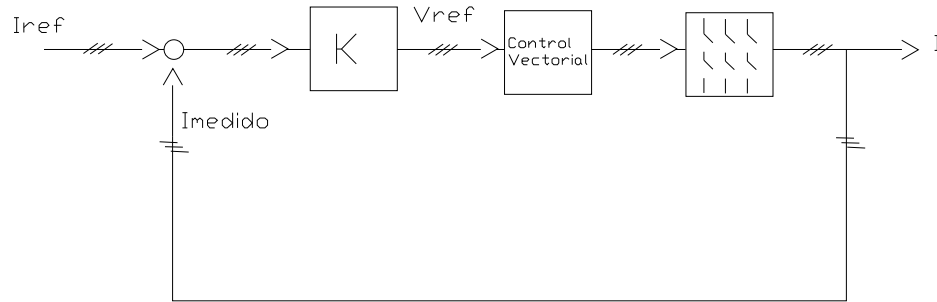 Iref
K
Vref
Control
Vectorial
I
Imedido